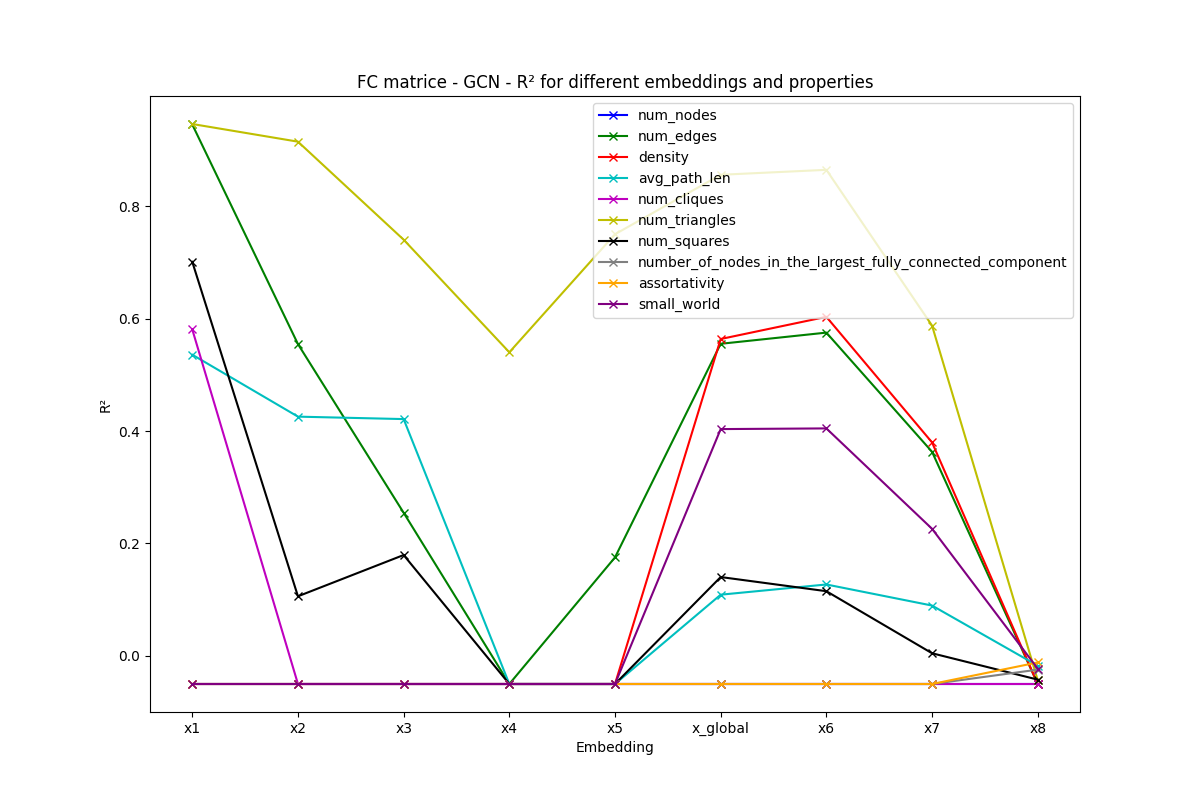 FC matrice - GCN - R² for different embeddings and properties
num_nodes
num_edges
density
avg_path_len
num_cliques
num_triangles
num_squares
number_of_nodes_in_the_largest_fully_connected_component
assortativity
small_world
R²
0.8
0.6
0.4
0.2
0.0
x1 x2 x3 x4 x5 x_global x6 x7 x8
Embedding